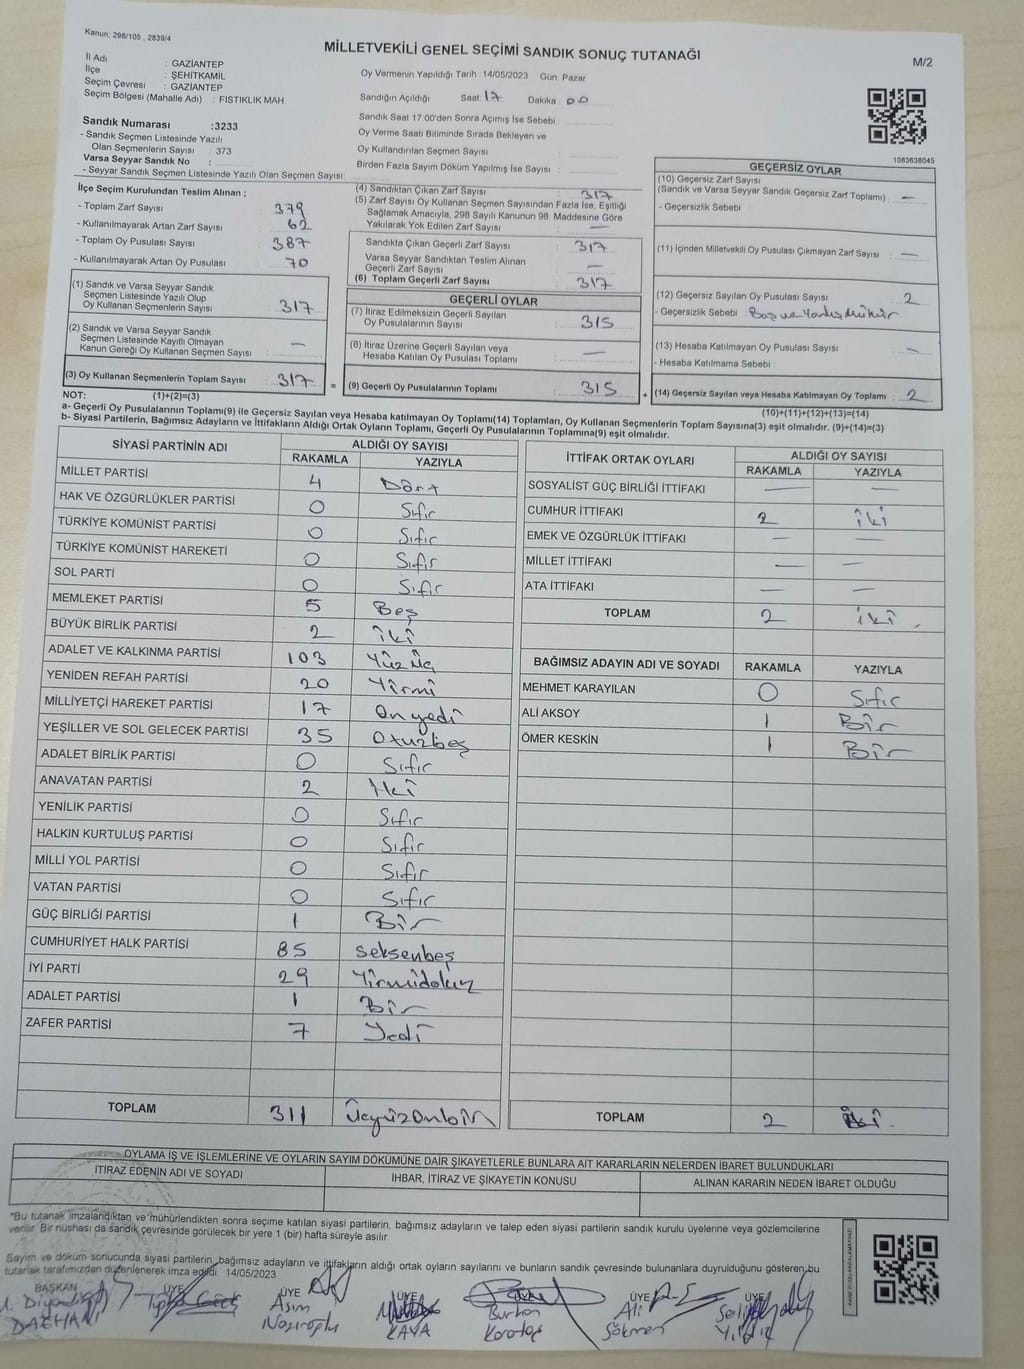 Kanun; 298/105 , 2839/4
MİLLETVEKİLİ GENEL SEÇİMİ SANDIK SONUÇ TUTANAĞI
M/2
İl Adı : GAZİANTEP
İlçe : ŞEHİTKAMİL
Seçim Çevresi : GAZİANTEP
Seçim Bölgesi (Mahalle Adı) : FISTIKLIK MAH
Oy Vermenin Yapıldığı Tarih : 14/05/2023 Gün: Pazar
Sandığın Açıldığı Saat: 17 Dakika : 00
Sandık Saat 17:00'den Sonra Açılmış İse Sebebi :
Oy Verme Saati Bitiminde Sırada Bekleyen ve
Oy Kullandırılan Seçmen Sayısı :
Birden Fazla Sayım Döküm Yapılmış İse Sayısı :
Sandık Numarası :3233
- Sandık Seçmen Listesinde Yazılı
Olan Seçmenlerin Sayısı : 373
Varsa Seyyar Sandık No :
- Seyyar Sandık Seçmen Listesinde Yazılı Olan Seçmen Sayısı:
1083638045
İlçe Seçim Kurulundan Teslim Alınan ;
- Toplam Zarf Sayısı : 379
- Kullanılmayarak Artan Zarf Sayısı : 62
- Toplam Oy Pusulası Sayısı : 387
- Kullanılmayarak Artan Oy Pusulası : 70
(1) Sandık ve Varsa Seyyar Sandık
Seçmen Listesinde Yazılı Olup
Oy Kullanan Seçmenlerin Sayısı : 317
(2) Sandık ve Varsa Seyyar Sandık
Seçmen Listesinde Kayıtlı Olmayan
Kanun Gereği Oy Kullanan Seçmen Sayısı : —
(3) Oy Kullanan Seçmenlerin Toplam Sayısı : 317 =
(4) Sandıktan Çıkan Zarf Sayısı : 317
(5) Zarf Sayısı Oy Kullanan Seçmen Sayısından Fazla İse, Eşitliği
Sağlamak Amacıyla, 298 Sayılı Kanunun 98. Maddesine Göre
Yakılarak Yok Edilen Zarf Sayısı : —
Sandıkta Çıkan Geçerli Zarf Sayısı : 317
Varsa Seyyar Sandıktan Teslim Alınan
Geçerli Zarf Sayısı : —
(6) Toplam Geçerli Zarf Sayısı : 317
GEÇERLİ OYLAR
(7) İtiraz Edilmeksizin Geçerli Sayılan
Oy Pusulalarının Sayısı : 315
(8) İtiraz Üzerine Geçerli Sayılan veya
Hesaba Katılan Oy Pusulası Toplamı : —
(9) Geçerli Oy Pusulalarının Toplamı : 315 +
GEÇERSİZ OYLAR
(10) Geçersiz Zarf Sayısı
(Sandık ve Varsa Seyyar Sandık Geçersiz Zarf Toplamı) : —
- Geçersizlik Sebebi :
(11) İçinden Milletvekili Oy Pusulası Çıkmayan Zarf Sayısı : —
(12) Geçersiz Sayılan Oy Pusulası Sayısı : 2
- Geçersizlik Sebebi : Boş ve Yanlış Mühür
(13) Hesaba Katılmayan Oy Pusulası Sayısı : —
- Hesaba Katılmama Sebebi :
(14) Geçersiz Sayılan veya Hesaba Katılmayan Oy Toplamı : 2
NOT: (1)+(2)=(3)
(10)+(11)+(12)+(13)=(14)
a- Geçerli Oy Pusulalarının Toplamı(9) ile Geçersiz Sayılan veya Hesaba katılmayan Oy Toplamı(14) Toplamları, Oy Kullanan Seçmenlerin Toplam Sayısına(3) eşit olmalıdır. (9)+(14)=(3)
b- Siyasi Partilerin, Bağımsız Adayların ve İttifakların Aldığı Ortak Oyların Toplamı, Geçerli Oy Pusulalarının Toplamına(9) eşit olmalıdır.
SİYASİ PARTİNİN ADI ALDIĞI OY SAYISI
RAKAMLA YAZIYLA
MİLLET PARTİSİ 4 Dört
HAK VE ÖZGÜRLÜKLER PARTİSİ 0 Sıfır
TÜRKİYE KOMÜNİST PARTİSİ 0 Sıfır
TÜRKİYE KOMÜNİST HAREKETİ 0 Sıfır
SOL PARTİ 0 Sıfır
MEMLEKET PARTİSİ 5 Beş
BÜYÜK BİRLİK PARTİSİ 2 İki
ADALET VE KALKINMA PARTİSİ 103 Yüz üç
YENİDEN REFAH PARTİSİ 20 Yirmi
MİLLİYETÇİ HAREKET PARTİSİ 17 On yedi
YEŞİLLER VE SOL GELECEK PARTİSİ 35 Otuzbeş
ADALET BİRLİK PARTİSİ 0 Sıfır
ANAVATAN PARTİSİ 2 İki
YENİLİK PARTİSİ 0 Sıfır
HALKIN KURTULUŞ PARTİSİ 0 Sıfır
MİLLİ YOL PARTİSİ 0 Sıfır
VATAN PARTİSİ 0 Sıfır
GÜÇ BİRLİĞİ PARTİSİ 1 Bir
CUMHURİYET HALK PARTİSİ 85 Seksenbeş
İYİ PARTİ 29 Yirmidokuz
ADALET PARTİSİ 1 Bir
ZAFER PARTİSİ 7 Yedi
TOPLAM 311 Üçyüzonbir
İTTİFAK ORTAK OYLARI ALDIĞI OY SAYISI
RAKAMLA YAZIYLA
SOSYALİST GÜÇ BİRLİĞİ İTTİFAKI — —
CUMHUR İTTİFAKI 2 İki
EMEK VE ÖZGÜRLÜK İTTİFAKI — —
MİLLET İTTİFAKI — —
ATA İTTİFAKI — —
TOPLAM 2 İki
BAĞIMSIZ ADAYIN ADI VE SOYADI RAKAMLA YAZIYLA
MEHMET KARAYILAN 0 Sıfır
ALİ AKSOY 1 Bir
ÖMER KESKİN 1 Bir
TOPLAM 2 İki
OYLAMA İŞ VE İŞLEMLERİNE VE OYLARIN SAYIM DÖKÜMÜNE DAİR ŞİKAYETLERLE BUNLARA AİT KARARLARIN NELERDEN İBARET BULUNDUKLARI
İTİRAZ EDENİN ADI VE SOYADI İHBAR, İTİRAZ VE ŞİKAYETİN KONUSU ALINAN KARARIN NEDEN İBARET OLDUĞU
"Bu tutanak imzalandıktan ve mühürlendikten sonra seçime katılan siyasi partilerin, bağımsız adayların ve talep eden siyasi partilerin sandık kurulu üyelerine veya gözlemcilerine
verilir. Bir nüshası da sandık çevresinde görülecek bir yere 1 (bir) hafta süreyle asılır.
Sayım ve döküm sonucunda siyasi partilerin, bağımsız adayların ve ittifakların aldığı ortak oyların sayılarını ve bunların sandık çevresinde bulunanlara duyurulduğunu gösteren bu
tutanak tarafımızdan düzenlenerek imza edildi. 14/05/2023
BAŞKAN ÜYE ÜYE ÜYE ÜYE ÜYE
Asım Burhan Ali
KAYA Karataş Gökmen Yıldız